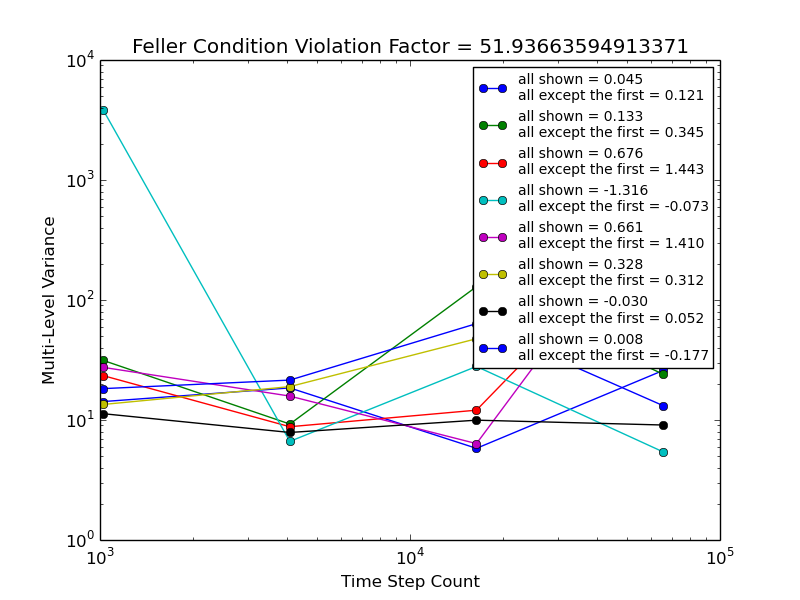 Feller Condition Violation Factor = 51.93663594913371
10^4
10^3
10^2
10^1
10^0
Multi-Level Variance
all shown = 0.045
all except the first = 0.121
all shown = 0.133
all except the first = 0.345
all shown = 0.676
all except the first = 1.443
all shown = -1.316
all except the first = -0.073
all shown = 0.661
all except the first = 1.410
all shown = 0.328
all except the first = 0.312
all shown = -0.030
all except the first = 0.052
all shown = 0.008
all except the first = -0.177
10^3
10^4
10^5
Time Step Count